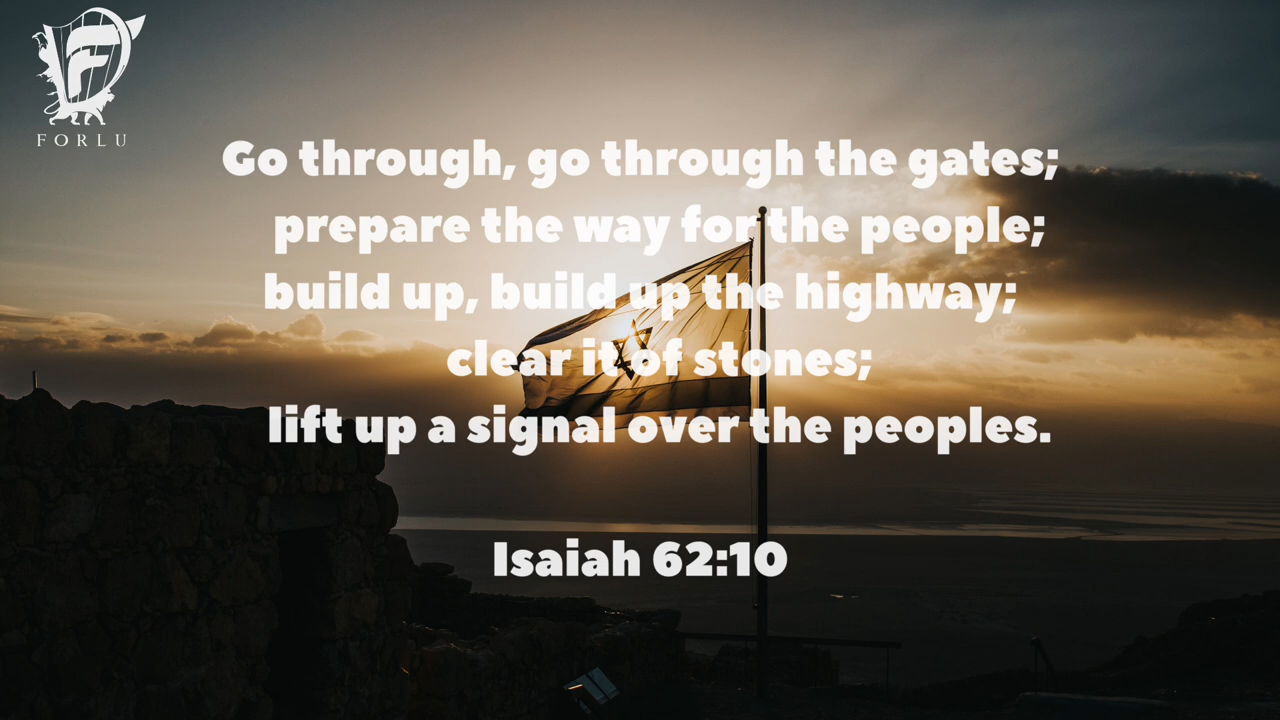 FORLU
Go through, go through the gates;
prepare the way for the people;
build up, build up the highway;
clear it of stones;
lift up a signal over the peoples.
Isaiah 62:10